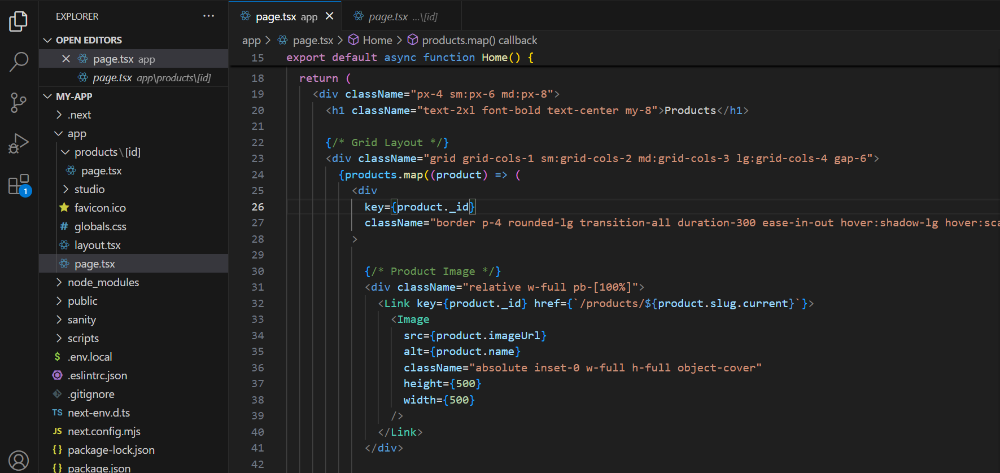 EXPLORER
OPEN EDITORS
page.tsx app
page.tsx app\products\[id]
MY-APP
.next
app
products\[id]
page.tsx
studio
favicon.ico
globals.css
layout.tsx
page.tsx
node_modules
public
sanity
scripts
.env.local
.eslintrc.json
.gitignore
TS next-env.d.ts
JS next.config.mjs
{} package-lock.json
{} package.json
1
page.tsx app
page.tsx ...\[id]
app > page.tsx > Home > products.map() callback
15 export default async function Home() {
18 return (
19 <div className="px-4 sm:px-6 md:px-8">
20 <h1 className="text-2xl font-bold text-center my-8">Products</h1>
21
22 {/* Grid Layout */}
23 <div className="grid grid-cols-1 sm:grid-cols-2 md:grid-cols-3 lg:grid-cols-4 gap-6">
24 {products.map((product) => (
25 <div
26 key={product._id}
27 className="border p-4 rounded-lg transition-all duration-300 ease-in-out hover:shadow-lg hover:sca
28 >
29
30 {/* Product Image */}
31 <div className="relative w-full pb-[100%]">
32 <Link key={product._id} href={`/products/${product.slug.current}`}>
33 <Image
34 src={product.imageUrl}
35 alt={product.name}
36 className="absolute inset-0 w-full h-full object-cover"
37 height={500}
38 width={500}
39 />
40 </Link>
41 </div>
42